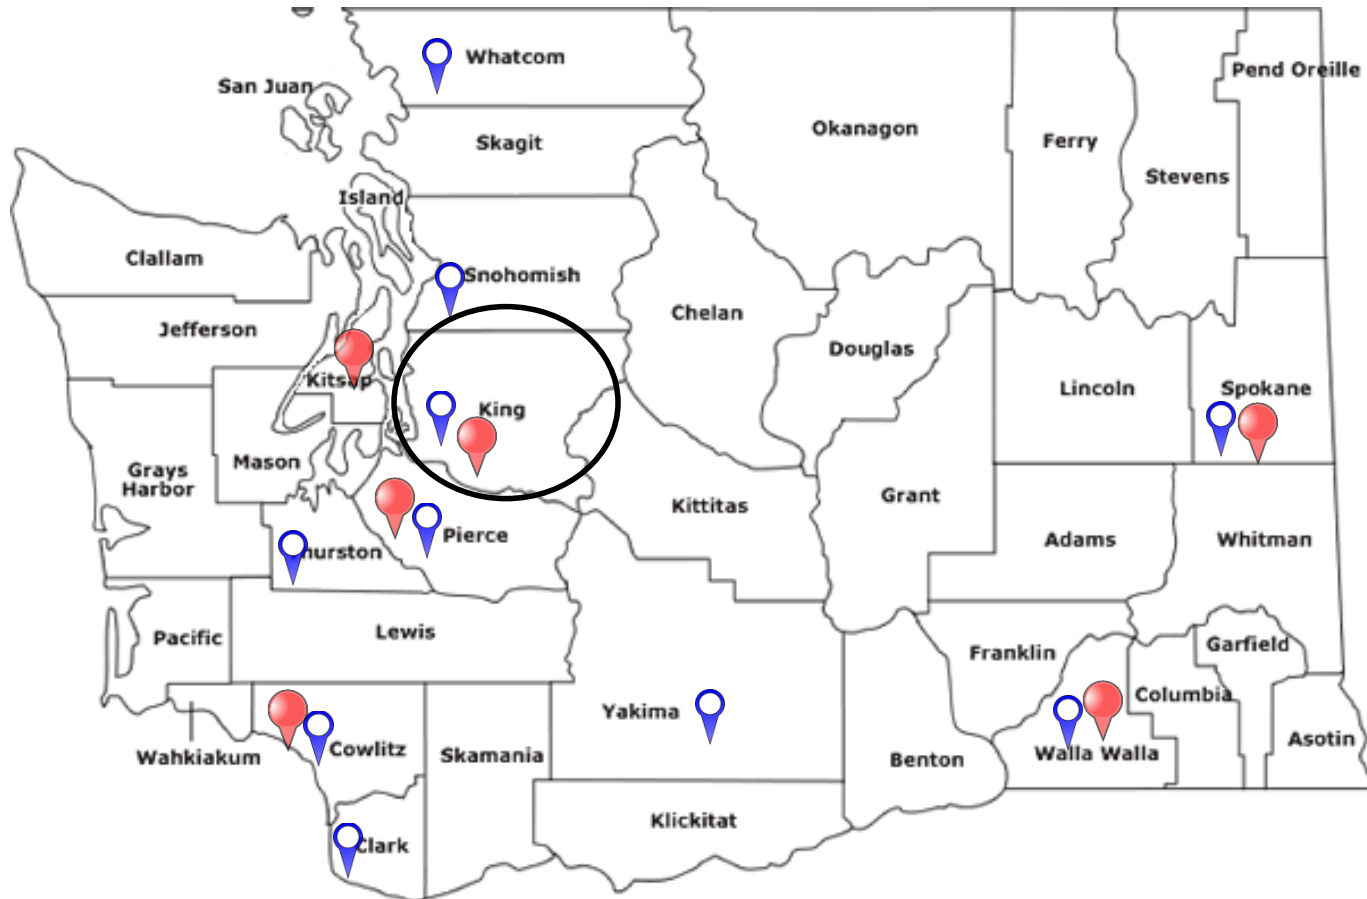 Whatcom
San Juan
Pend Oreille
Skagit
Okanagon
Ferry
Stevens
Island
Clallam
Snohomish
Chelan
Jefferson
Douglas
Kitsap
Lincoln
Spokane
King
Mason
Grays
Harbor
Grant
Kittitas
Pierce
hurston
Adams
Whitman
Pacific
Lewis
Franklin
Garfield
Columbia
Yakima
Wahkiakum
Cowlitz
Skamania
Benton
Walla Walla
Asotin
Klickitat
Clark